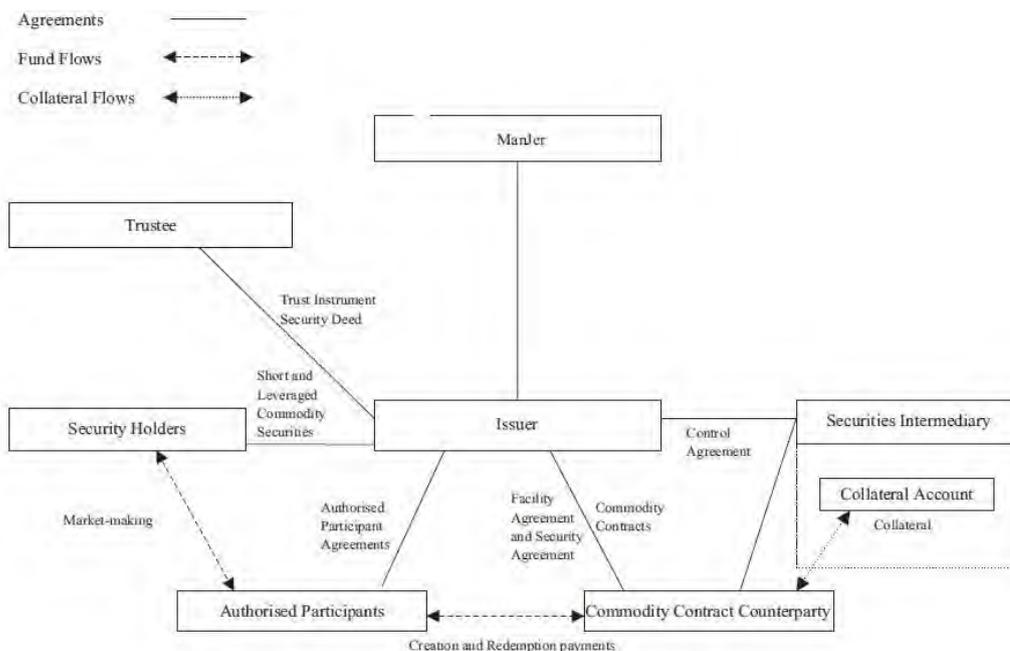 Agreements
Fund Flows
Collateral Flows
ManJer
Trustee
Trust Instrument
Security Deed
Short and
Leveraged
Commodity
Securities
Security Holders
Issuer
Securities Intermediary
Control
Agreement
Collateral Account
Collateral
Market-making
Authorised
Participant
Agreements
Facility
Agreement
and Security
Agreement
Commodity
Contracts
Authorised Participants
Commodity Contract Counterparty
Creation and Redemption payments